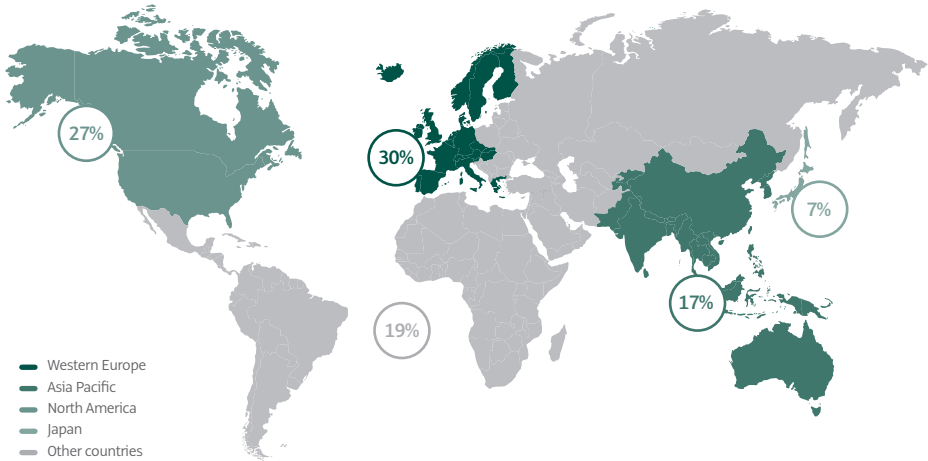 27%
30%
7%
17%
19%
Western Europe
Asia Pacific
North America
Japan
Other countries